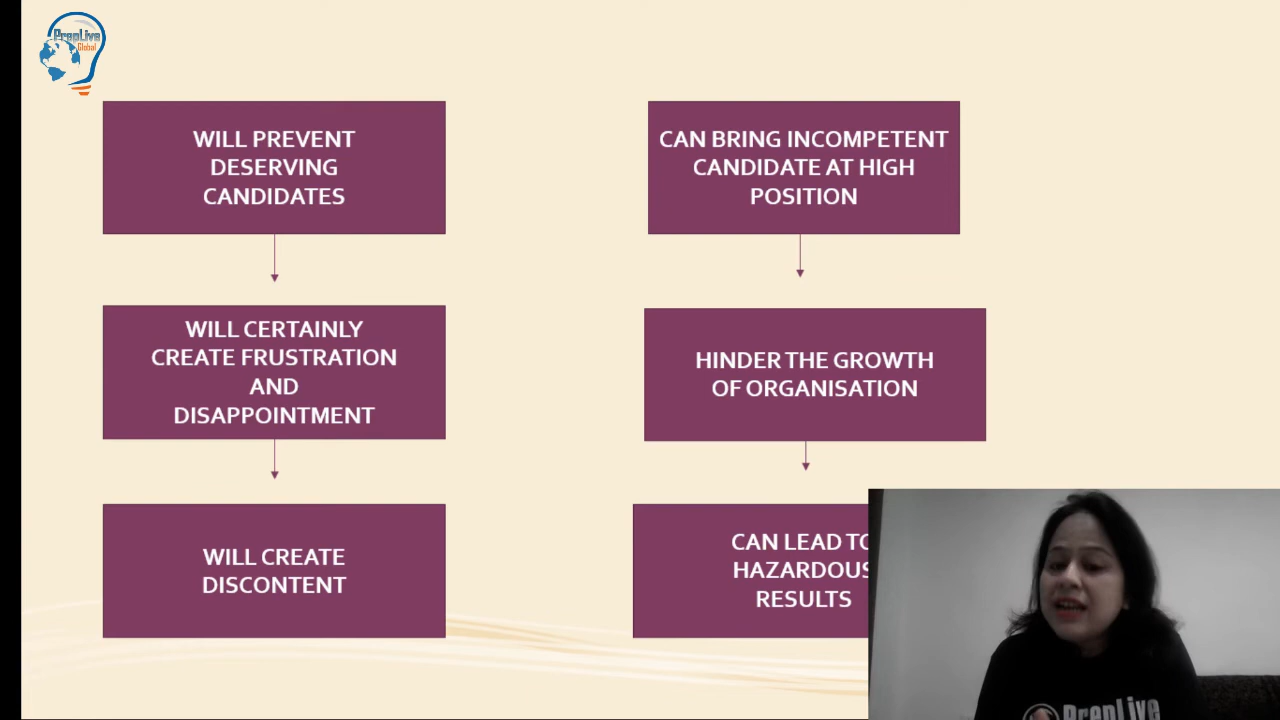 PrepLive
Global
WILL PREVENT
DESERVING
CANDIDATES
WILL CERTAINLY
CREATE FRUSTRATION
AND
DISAPPOINTMENT
WILL CREATE
DISCONTENT
CAN BRING INCOMPETENT
CANDIDATE AT HIGH
POSITION
HINDER THE GROWTH
OF ORGANISATION
CAN LEAD TO
HAZARDOUS
RESULTS
PrepLive